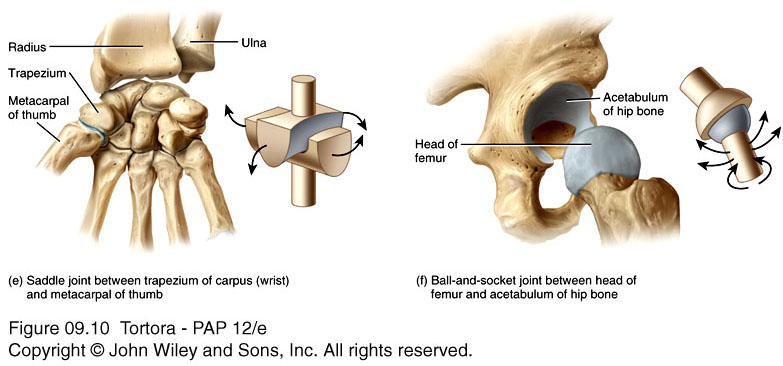 Radius
Ulna
Trapezium
Metacarpal
of thumb
Acetabulum
of hip bone
Head of
femur
(e) Saddle joint between trapezium of carpus (wrist)
and metacarpal of thumb
(f) Ball-and-socket joint between head of
femur and acetabulum of hip bone
Figure 09.10 Tortora - PAP 12/e
Copyright © John Wiley and Sons, Inc. All rights reserved.